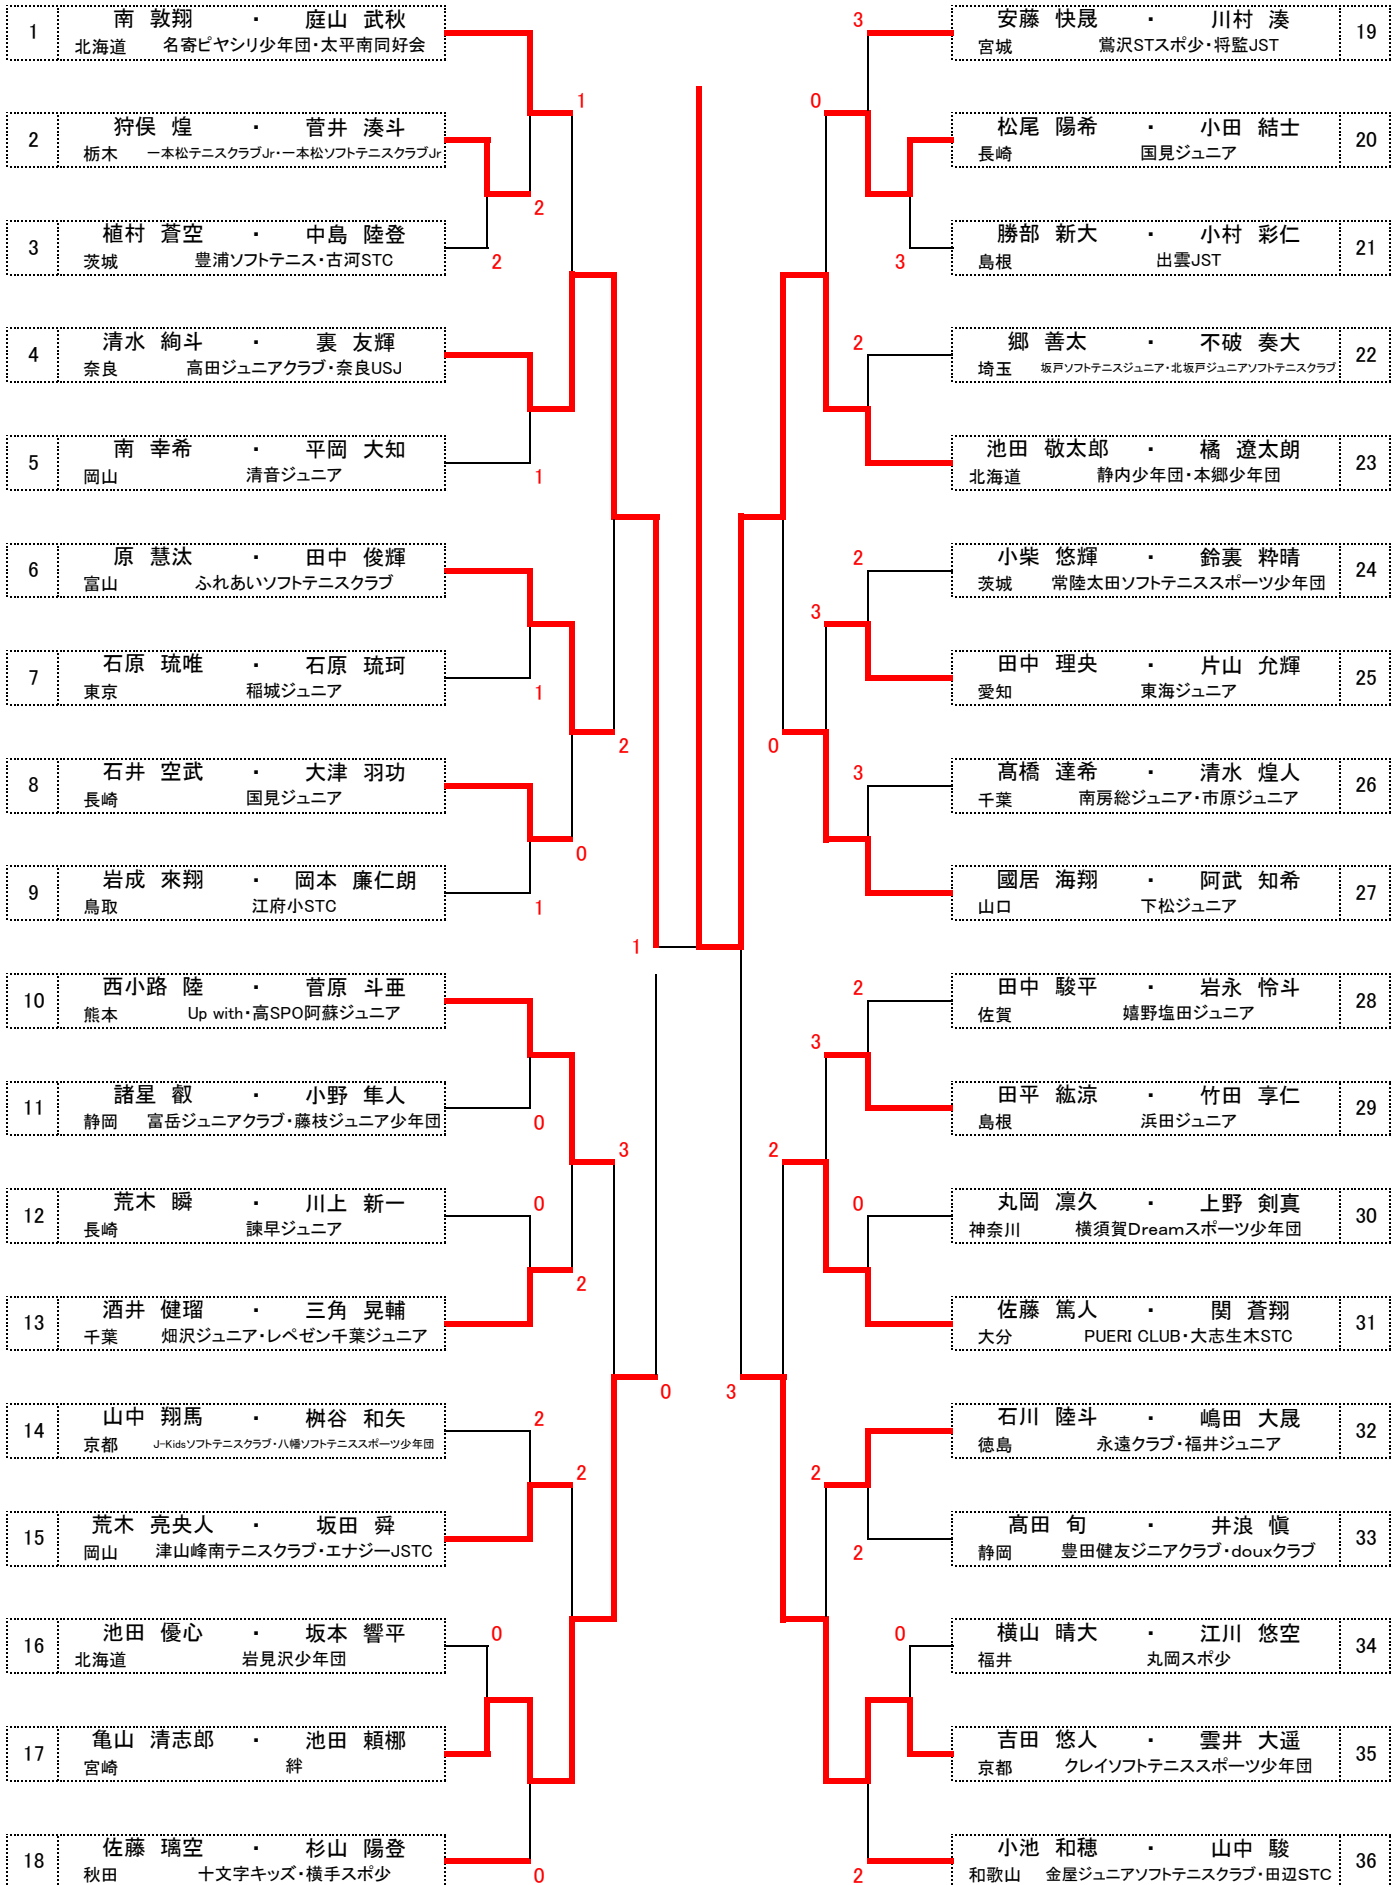 1 南 敦翔 ・ 庭山 武秋
北海道 名寄ピヤシリ少年団・太平南同好会
2 狩俣 煌 ・ 菅井 湊斗
栃木 一本松テニスクラブJr・一本松ソフトテニスクラブJr
3 植村 蒼空 ・ 中島 陸登
茨城 豊浦ソフトテニス・古河STC
4 清水 絢斗 ・ 裏 友輝
奈良 高田ジュニアクラブ・奈良USJ
5 南 幸希 ・ 平岡 大知
岡山 清音ジュニア
6 原 慧汰 ・ 田中 俊輝
富山 ふれあいソフトテニスクラブ
7 石原 琉唯 ・ 石原 琉珂
東京 稲城ジュニア
8 石井 空武 ・ 大津 羽功
長崎 国見ジュニア
9 岩成 來翔 ・ 岡本 廉仁朗
鳥取 江府小STC
10 西小路 陸 ・ 菅原 斗亜
熊本 Up with・高SPO阿蘇ジュニア
11 諸星 叡 ・ 小野 隼人
静岡 富岳ジュニアクラブ・藤枝ジュニア少年団
12 荒木 瞬 ・ 川上 新一
長崎 諫早ジュニア
13 酒井 健瑠 ・ 三角 晃輔
千葉 畑沢ジュニア・レペゼン千葉ジュニア
14 山中 翔馬 ・ 桝谷 和矢
京都 J-Kidsソフトテニスクラブ・八幡ソフトテニススポーツ少年団
15 荒木 亮央人 ・ 坂田 舜
岡山 津山峰南テニスクラブ・エナジーJSTC
16 池田 優心 ・ 坂本 響平
北海道 岩見沢少年団
17 亀山 清志郎 ・ 池田 頼梛
宮崎 絆
18 佐藤 璃空 ・ 杉山 陽登
秋田 十文字キッズ・横手スポ少
1
2
2
1
1
2
0
1
1
0
3
0
2
0
2
2
0
0
3
0
3
2
2
3
0
3
2
3
2
0
3
2
2
0
2
安藤 快晟 ・ 川村 湊 19
宮城 鴬沢STスポ少・将監JST
松尾 陽希 ・ 小田 結士 20
長崎 国見ジュニア
勝部 新大 ・ 小村 彩仁 21
島根 出雲JST
郷 善太 ・ 不破 奏大 22
埼玉 坂戸ソフトテニスジュニア・北坂戸ジュニアソフトテニスクラブ
池田 敬太郎 ・ 橘 遼太朗 23
北海道 静内少年団・本郷少年団
小柴 悠輝 ・ 鈴裏 粋晴 24
茨城 常陸太田ソフトテニススポーツ少年団
田中 理央 ・ 片山 允輝 25
愛知 東海ジュニア
髙橋 達希 ・ 清水 煌人 26
千葉 南房総ジュニア・市原ジュニア
國居 海翔 ・ 阿武 知希 27
山口 下松ジュニア
田中 駿平 ・ 岩永 怜斗 28
佐賀 嬉野塩田ジュニア
田平 紘涼 ・ 竹田 享仁 29
島根 浜田ジュニア
丸岡 凛久 ・ 上野 剣真 30
神奈川 横須賀Dreamスポーツ少年団
佐藤 篤人 ・ 関 蒼翔 31
大分 PUERI CLUB・大志生木STC
石川 陸斗 ・ 嶋田 大晟 32
徳島 永遠クラブ・福井ジュニア
髙田 旬 ・ 井浪 愼 33
静岡 豊田健友ジニアクラブ・douxクラブ
横山 晴大 ・ 江川 悠空 34
福井 丸岡スポ少
吉田 悠人 ・ 雲井 大遥 35
京都 クレイソフトテニススポーツ少年団
小池 和穂 ・ 山中 駿 36
和歌山 金屋ジュニアソフトテニスクラブ・田辺STC